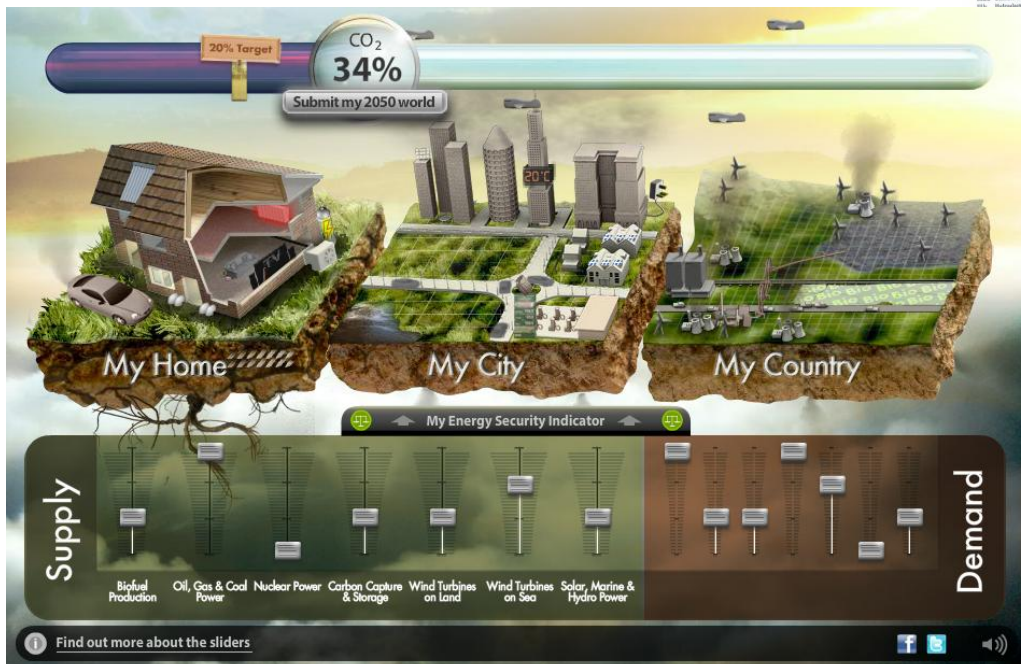 20% Target
CO2
34%
Submit my 2050 world
20°C
TV
My Home
My City
My Country
My Energy Security Indicator
Supply
Biofuel
Production
Oil, Gas & Coal
Power
Nuclear Power
Carbon Capture
& Storage
Wind Turbines
on Land
Wind Turbines
on Sea
Solar, Marine &
Hydro Power
Demand
Find out more about the sliders